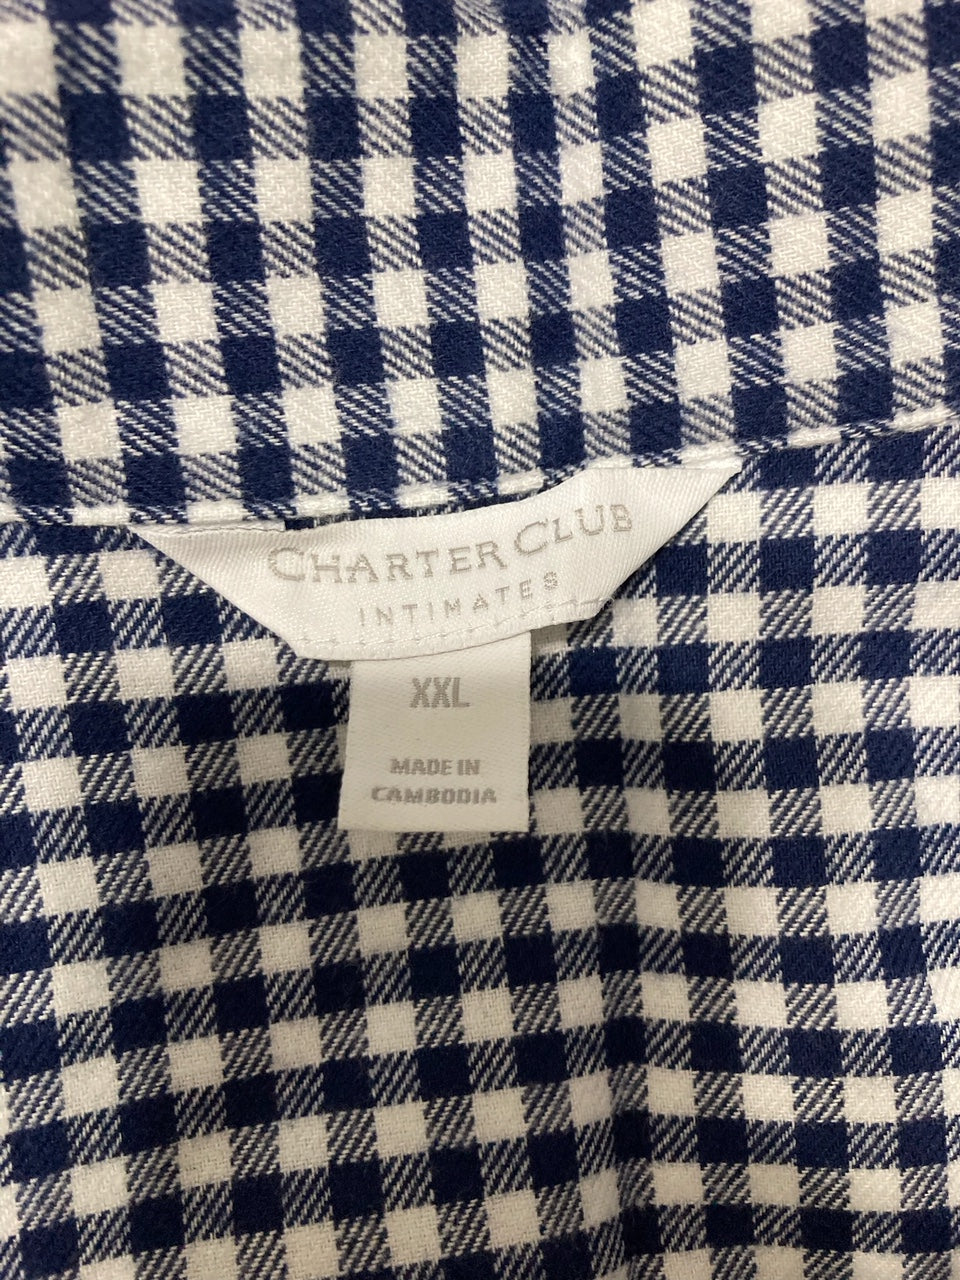 CHARTER CLUB
INTIMATES
XXL
MADE IN
CAMBODIA